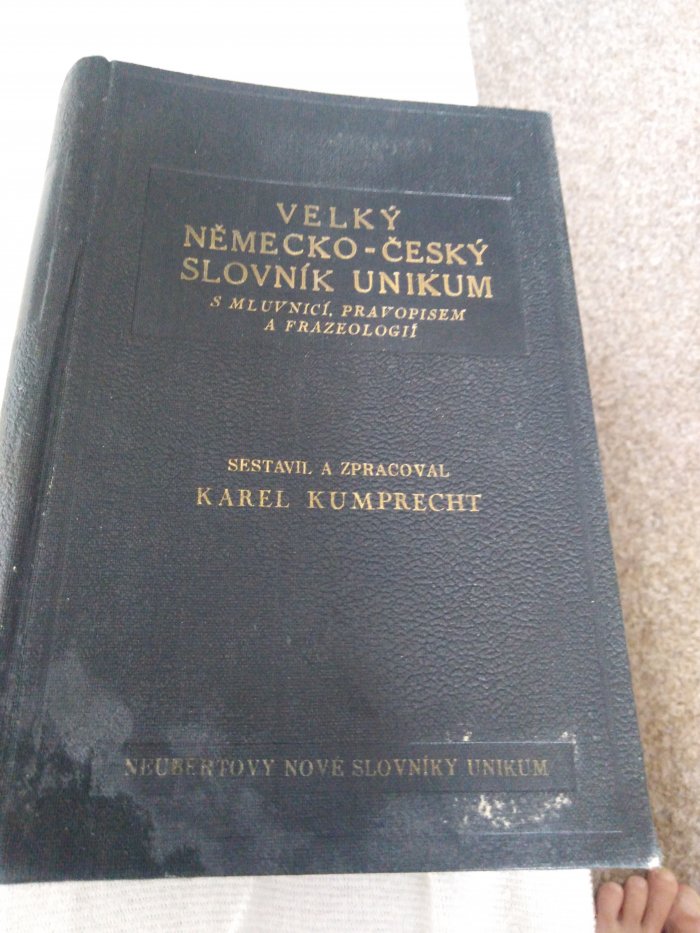 VELKÝ
NĚMECKO-ČESKÝ
SLOVNÍK UNIKUM
S MLUVNICÍ, PRAVOPISEM
A FRAZEOLOGIÍ
SESTAVIL A ZPRACOVAL
KAREL KUMPRECHT
NEUBERTOVY NOVÉ SLOVNÍKY UNIKUM